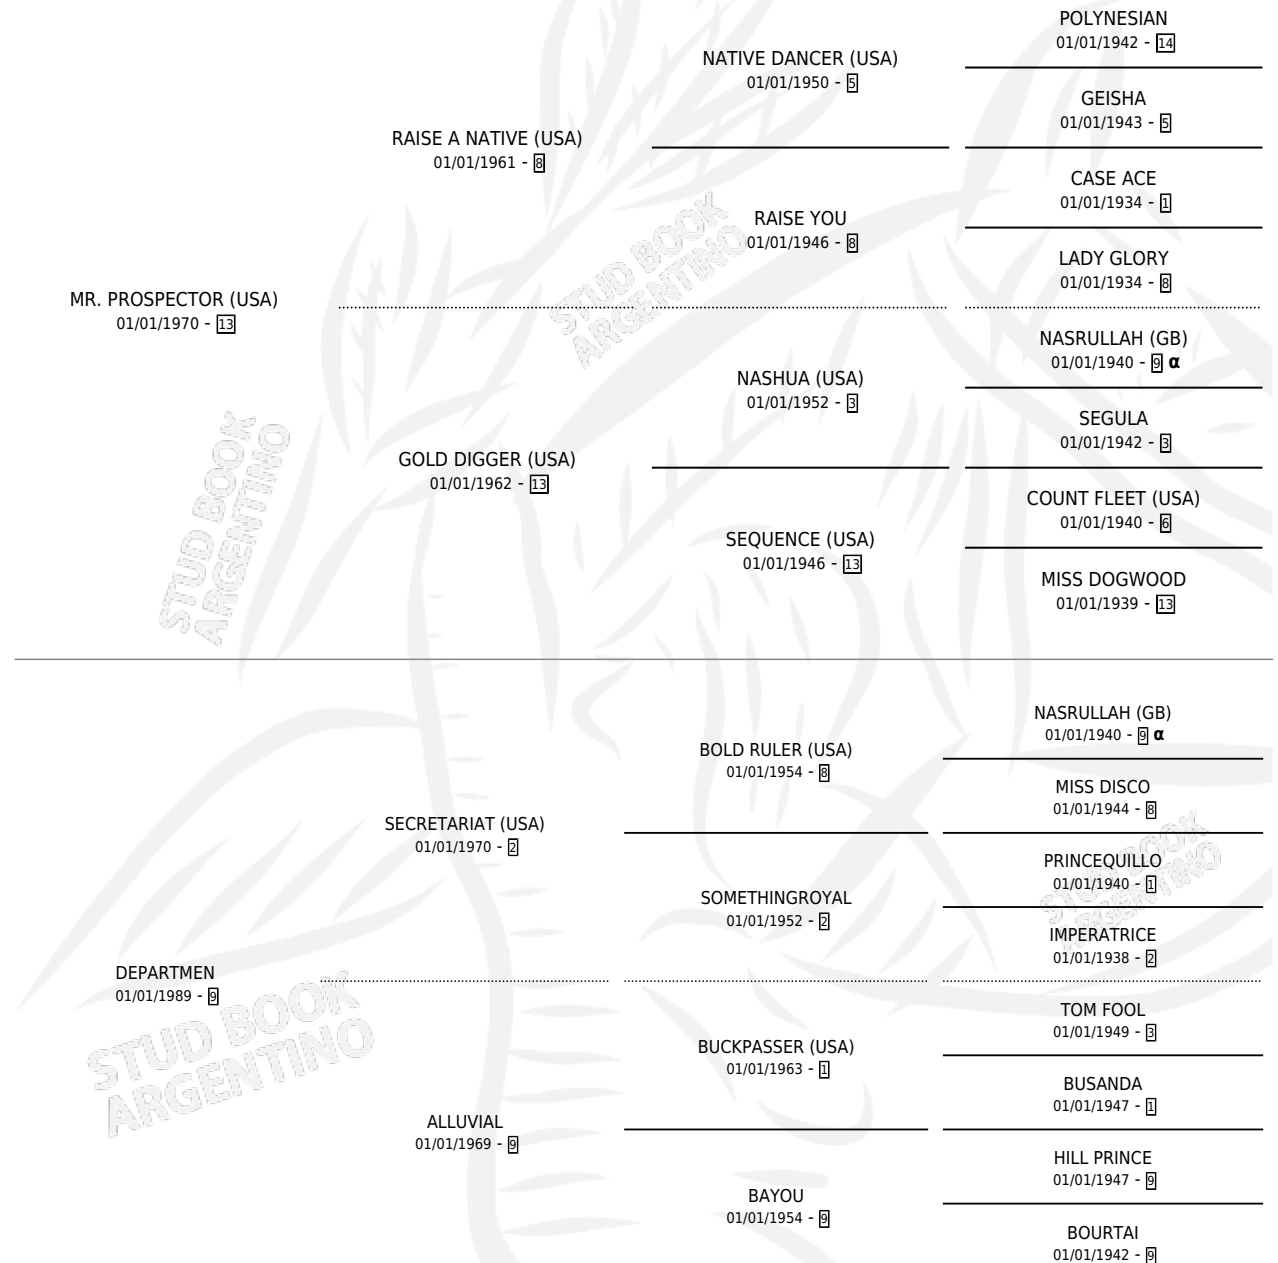 POLYNESIAN
01/01/1942 - 14
NATIVE DANCER (USA)
01/01/1950 - 5
GEISHA
01/01/1943 - 5
RAISE A NATIVE (USA)
01/01/1961 - 8
CASE ACE
01/01/1934 - 1
RAISE YOU
01/01/1946 - 8
LADY GLORY
01/01/1934 - 8
MR. PROSPECTOR (USA)
01/01/1970 - 13
STUD BOOK
ARGENTINO
NASRULLAH (GB)
01/01/1940 - 9 α
NASHUA (USA)
01/01/1952 - 3
SEGULA
01/01/1942 - 3
GOLD DIGGER (USA)
01/01/1962 - 13
COUNT FLEET (USA)
01/01/1940 - 6
SEQUENCE (USA)
01/01/1946 - 13
MISS DOGWOOD
01/01/1939 - 13
STUD BOOK
ARGENTINO
NASRULLAH (GB)
01/01/1940 - 9 α
BOLD RULER (USA)
01/01/1954 - 8
MISS DISCO
01/01/1944 - 8
SECRETARIAT (USA)
01/01/1970 - 2
PRINCEQUILLO
01/01/1940 - 1
SOMETHINGROYAL
01/01/1952 - 2
IMPERATRICE
01/01/1938 - 2
STUD BOOK
ARGENTINO
DEPARTMEN
01/01/1989 - 9
STUD BOOK
ARGENTINO
TOM FOOL
01/01/1949 - 3
BUCKPASSER (USA)
01/01/1963 - 1
BUSANDA
01/01/1947 - 1
ALLUVIAL
01/01/1969 - 9
HILL PRINCE
01/01/1947 - 9
BAYOU
01/01/1954 - 9
BOURTAI
01/01/1942 - 9